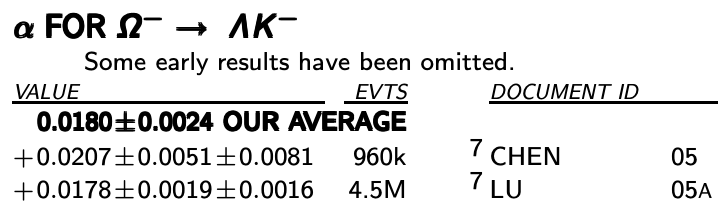 α FOR Ω⁻ → ΛK⁻
Some early results have been omitted.
VALUE EVTS DOCUMENT ID
0.0180±0.0024 OUR AVERAGE
+0.0207±0.0051±0.0081 960k 7 CHEN 05
+0.0178±0.0019±0.0016 4.5M 7 LU 05A